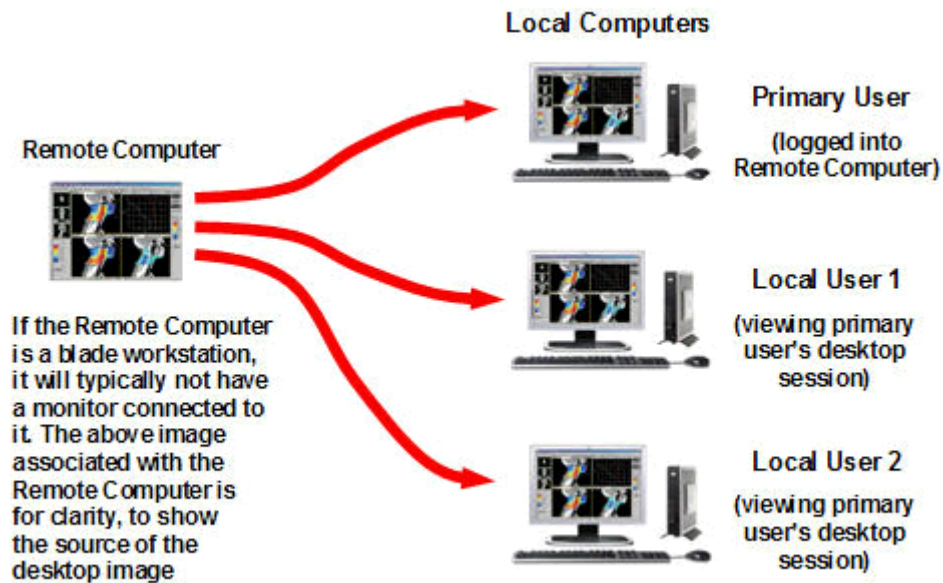 Local Computers
Remote Computer
If the Remote Computer
is a blade workstation,
it will typically not have
a monitor connected to
it. The above image
associated with the
Remote Computer is
for clarity, to show
the source of the
desktop image
Primary User
(logged into
Remote Computer)
Local User 1
(viewing primary
user's desktop
session)
Local User 2
(viewing primary
user's desktop
session)